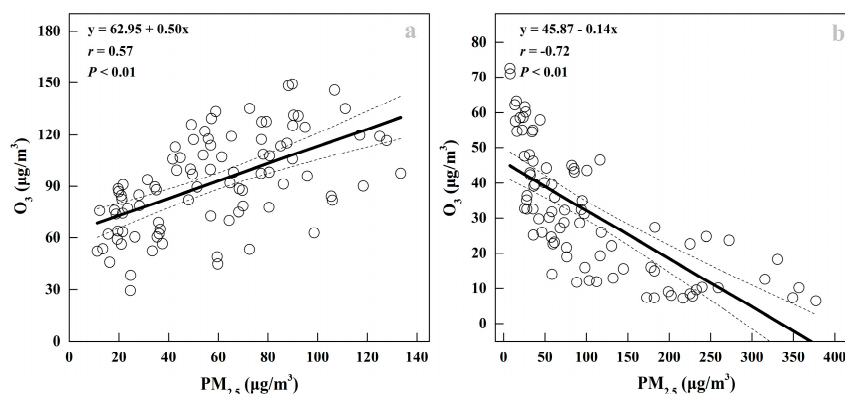 a
y = 62.95 + 0.50x
r = 0.57
P < 0.01
180
150
120
90
60
30
0
O3 (μg/m³)
0 20 40 60 80 100 120 140
PM2.5 (μg/m³)
b
y = 45.87 - 0.14x
r = -0.72
P < 0.01
80
70
60
50
40
30
20
10
0
O3 (μg/m³)
0 50 100 150 200 250 300 350 400
PM2.5 (μg/m³)